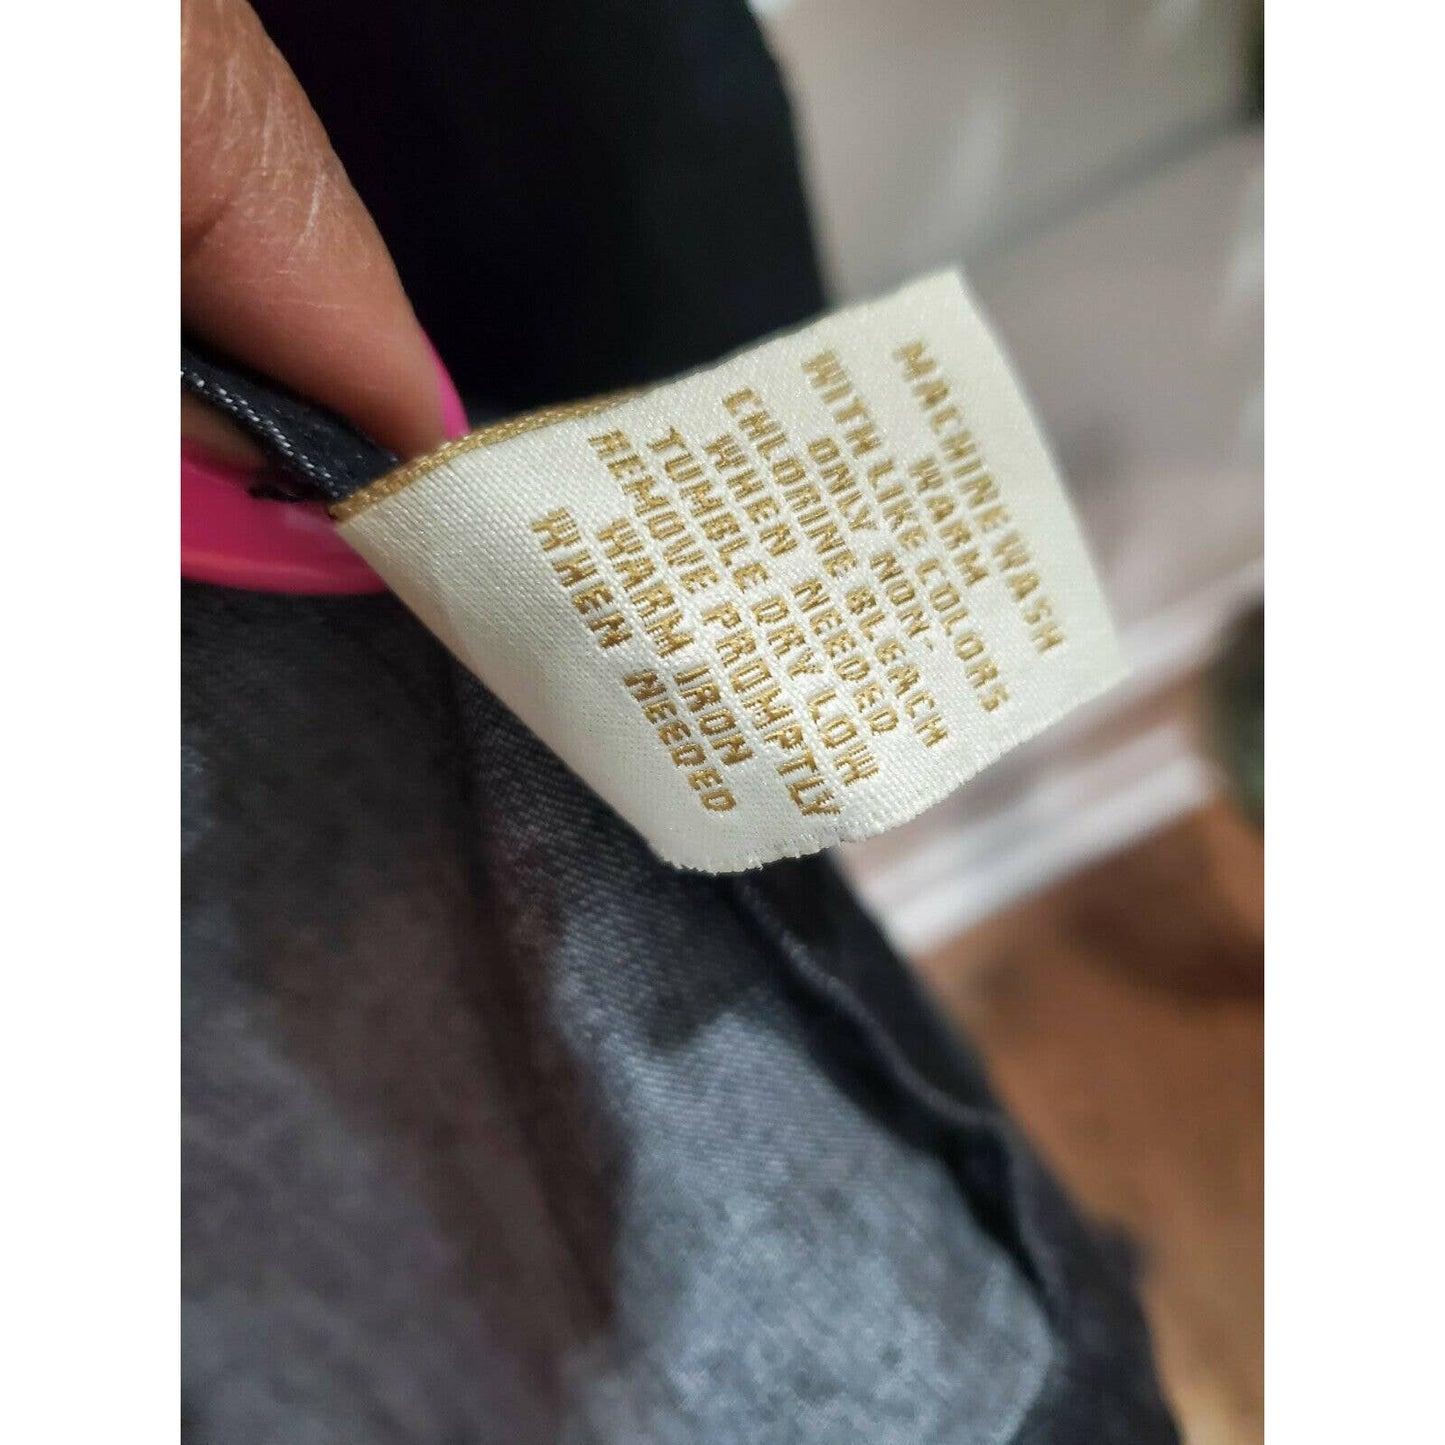 MACHINE WASH
WARM
WITH LIKE COLORS
ONLY NON-
CHLORINE BLEACH
WHEN NEEDED
TUMBLE DRY LOW
REMOVE PROMPTLY
WARM IRON
WHEN NEEDED